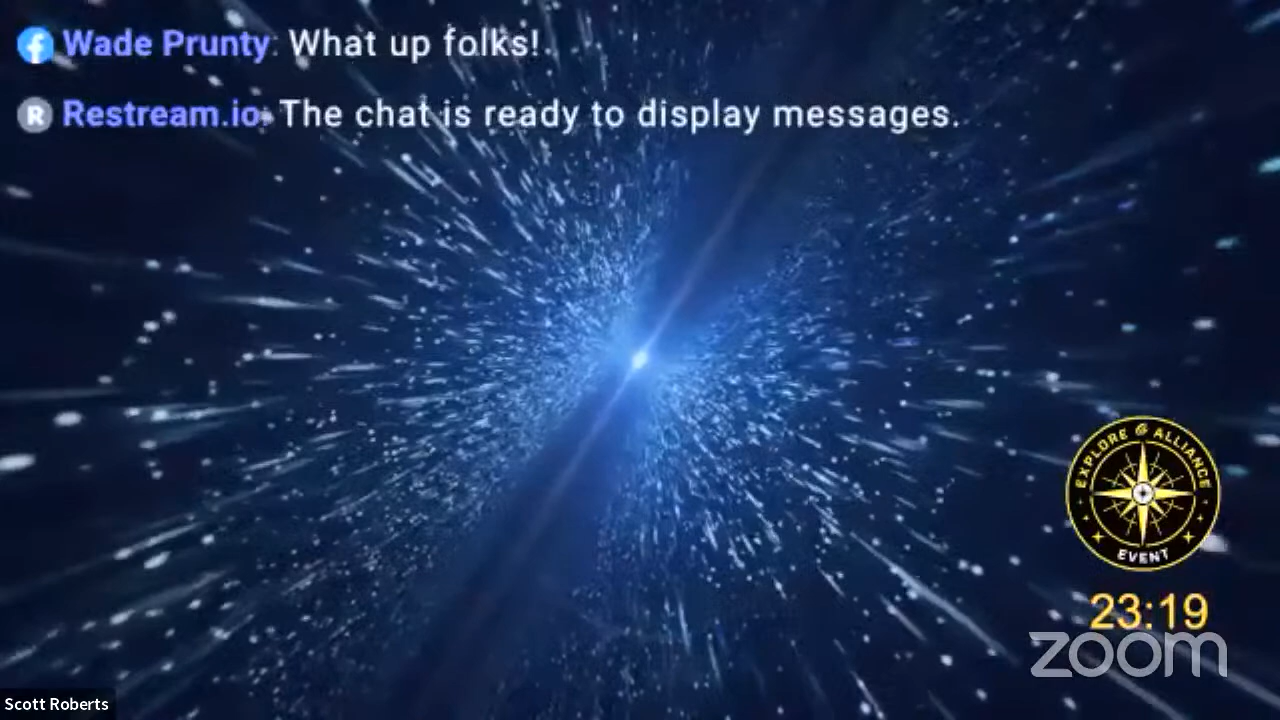 Wade Prunty: What up folks!
R Restream.io: The chat is ready to display messages.
EXPLORE ALLIANCE
EVENT
23:19
zoom
Scott Roberts